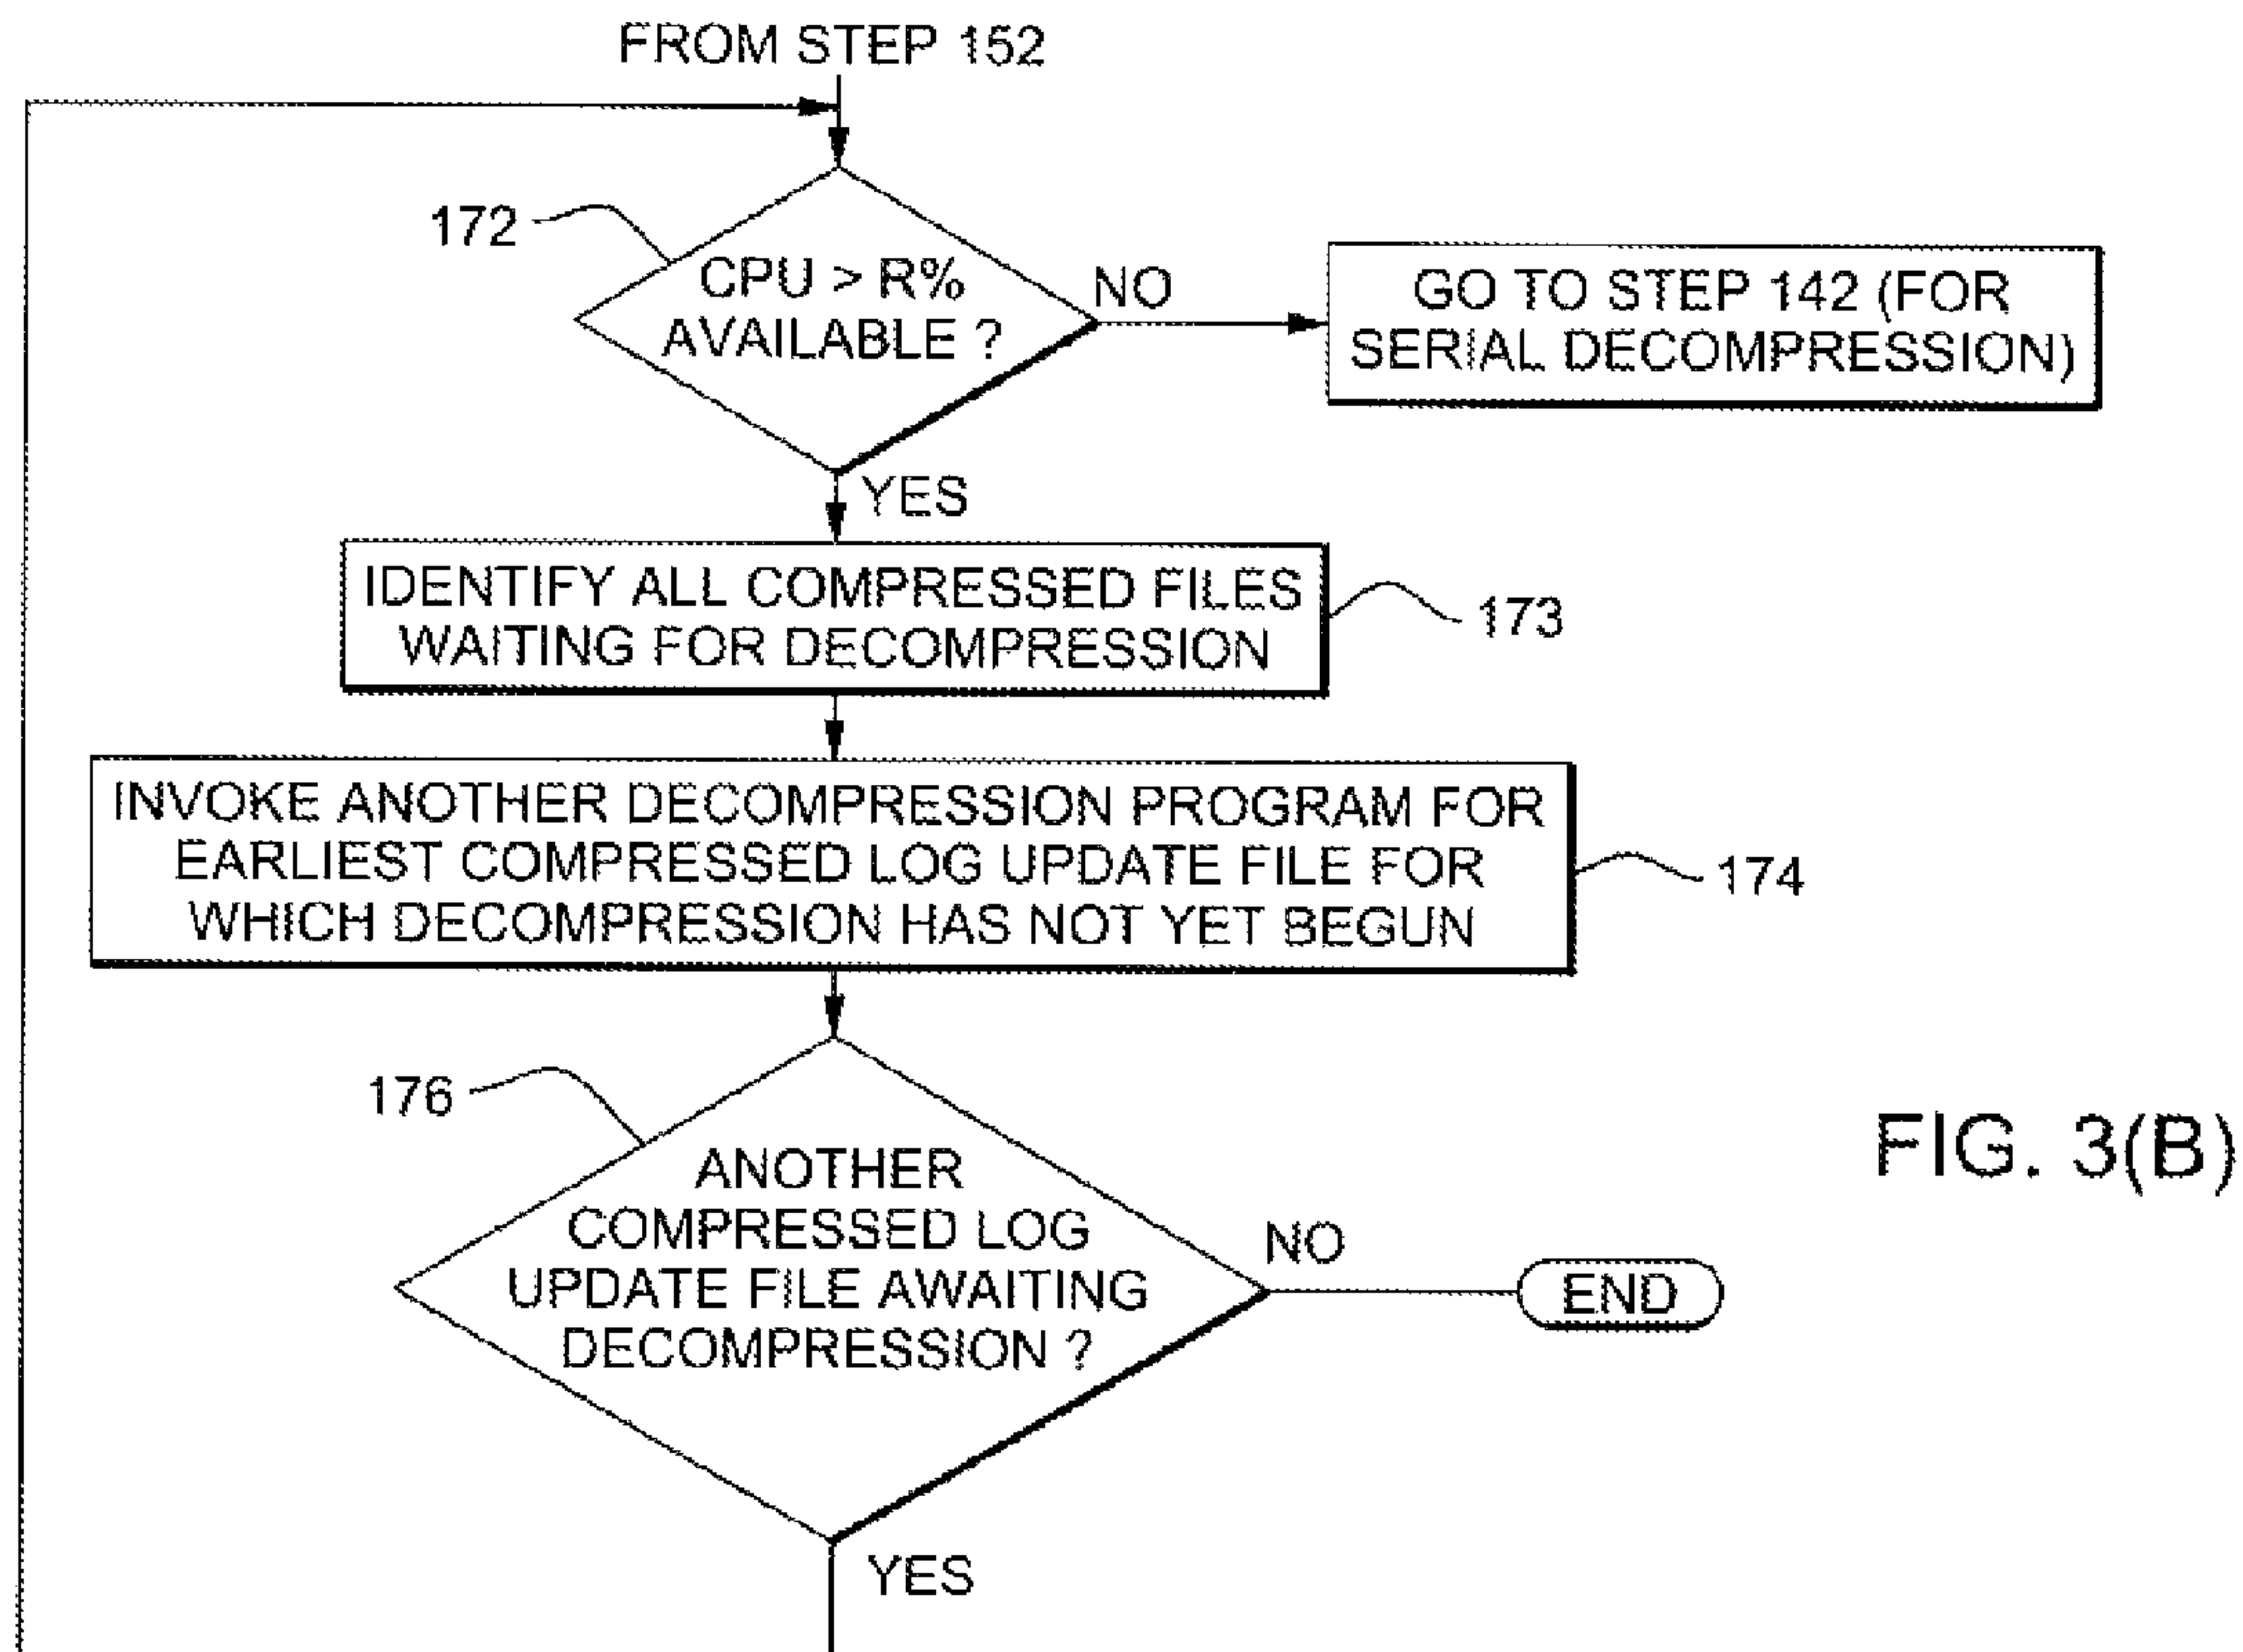 FROM STEP 152
172
CPU > R%
AVAILABLE ?
NO
GO TO STEP 142 (FOR
SERIAL DECOMPRESSION)
YES
IDENTIFY ALL COMPRESSED FILES
WAITING FOR DECOMPRESSION
173
INVOKE ANOTHER DECOMPRESSION PROGRAM FOR
EARLIEST COMPRESSED LOG UPDATE FILE FOR
WHICH DECOMPRESSION HAS NOT YET BEGUN
174
176
ANOTHER
COMPRESSED LOG
UPDATE FILE AWAITING
DECOMPRESSION ?
NO
END
YES
FIG. 3(B)